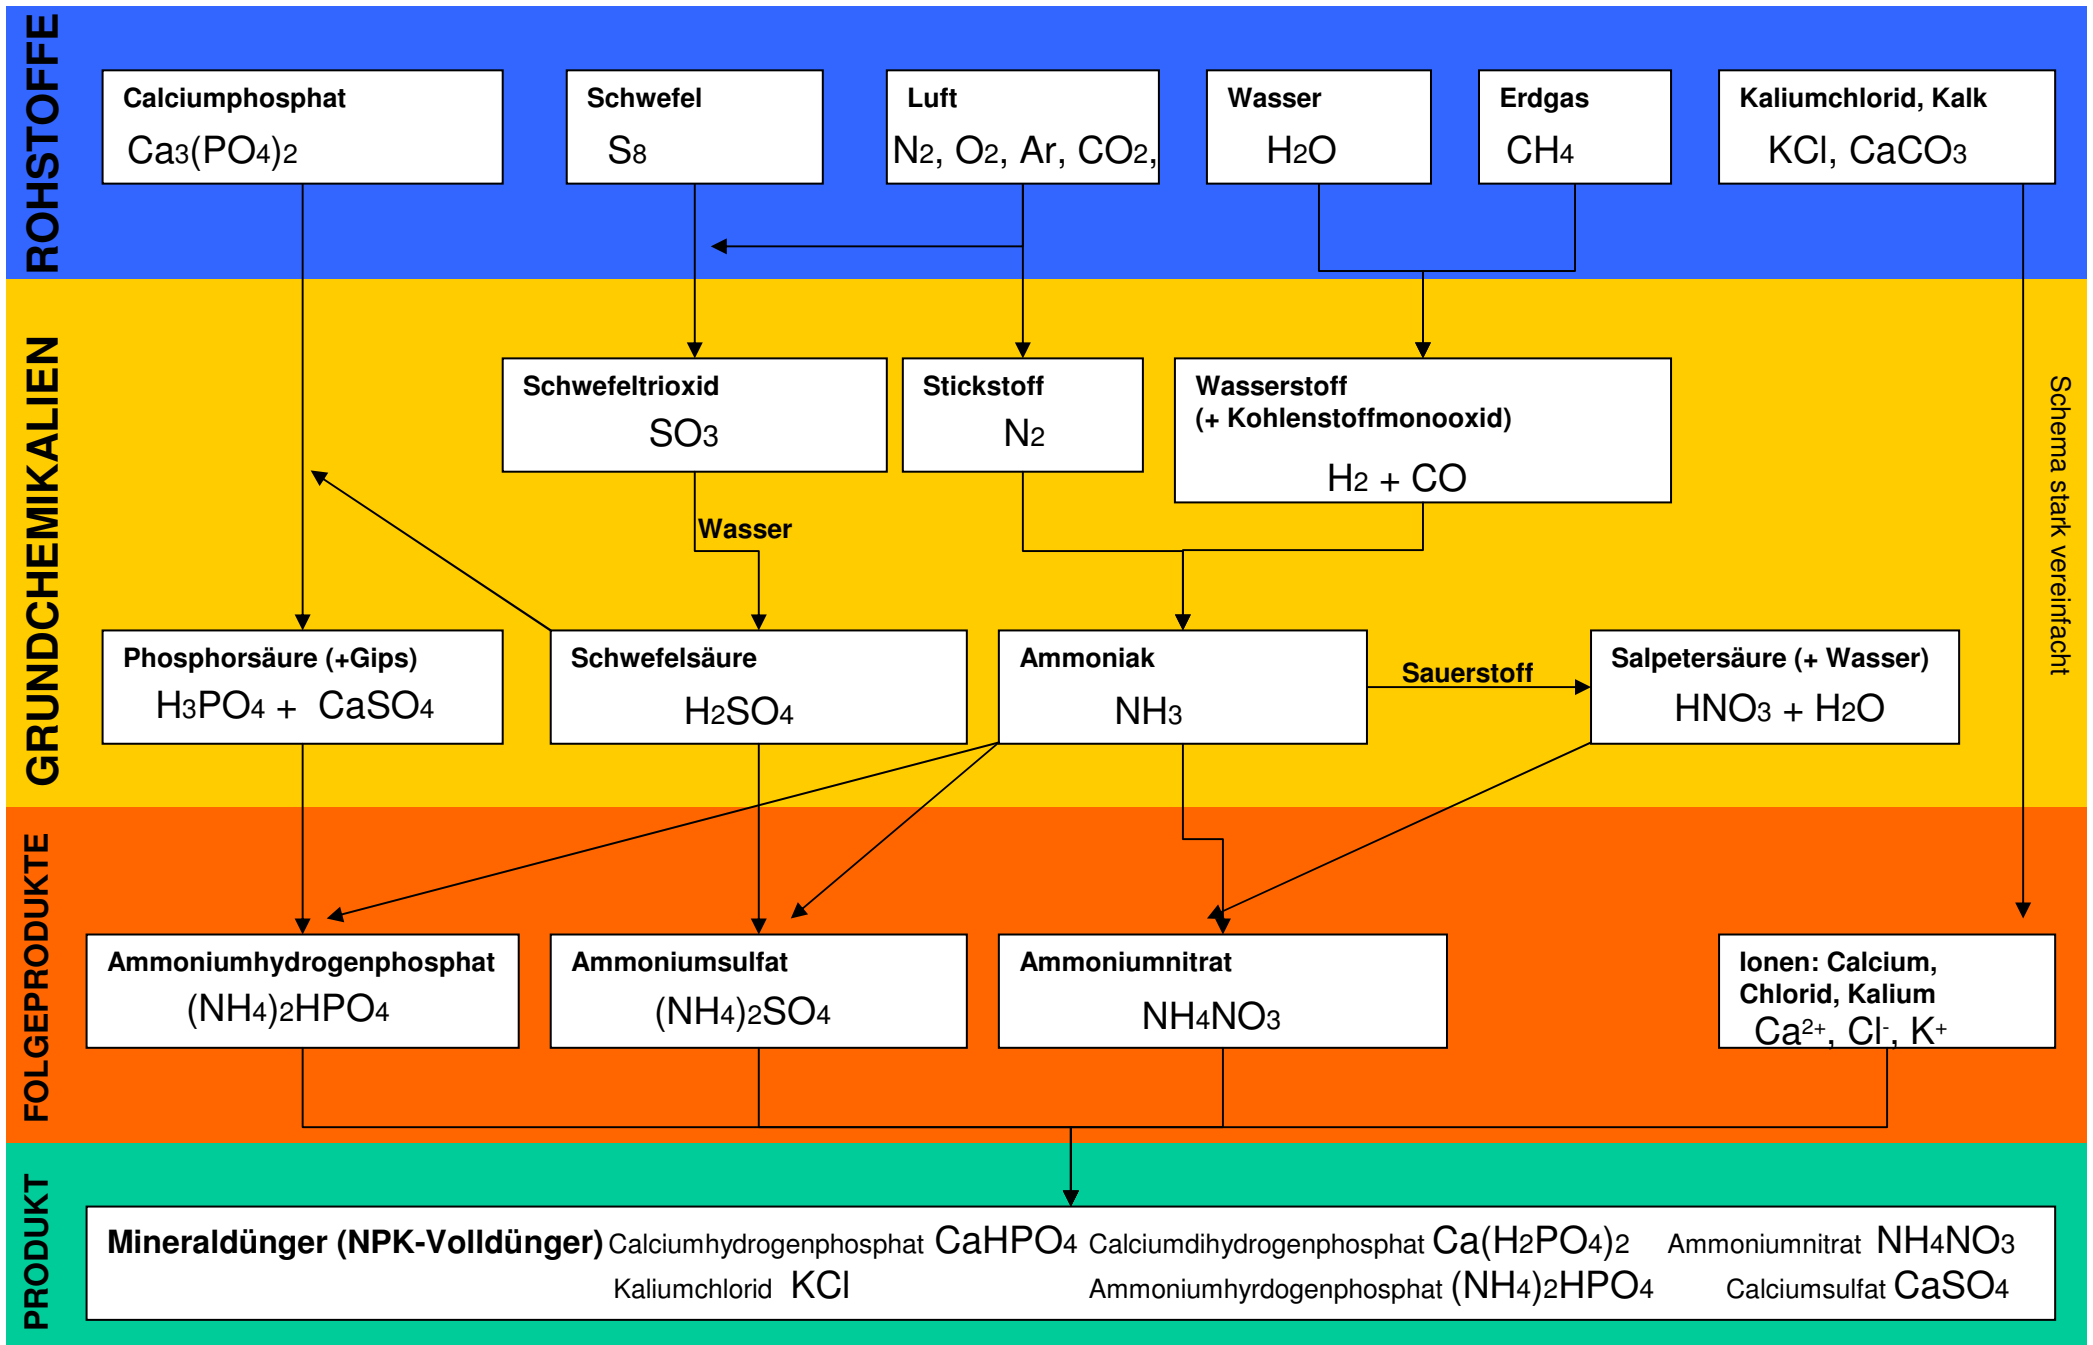 ROHSTOFFE
Calciumphosphat
Ca3(PO4)2
Schwefel
S8
Luft
N2, O2, Ar, CO2,
Wasser
H2O
Erdgas
CH4
Kaliumchlorid, Kalk
KCl, CaCO3
GRUNDCHEMIKALIEN
Schwefeltrioxid
SO3
Stickstoff
N2
Wasserstoff
(+ Kohlenstoffmonooxid)
H2 + CO
Schema stark vereinfacht
Wasser
Phosphorsäure (+Gips)
H3PO4 + CaSO4
Schwefelsäure
H2SO4
Ammoniak
NH3
Sauerstoff
Salpetersäure (+ Wasser)
HNO3 + H2O
FOLGEPRODUKTE
Ammoniumhydrogenphosphat
(NH4)2HPO4
Ammoniumsulfat
(NH4)2SO4
Ammoniumnitrat
NH4NO3
Ionen: Calcium,
Chlorid, Kalium
Ca2+, Cl-, K+
PRODUKT
Mineraldünger (NPK-Volldünger) Calciumhydrogenphosphat CaHPO4 Calciumdihydrogenphosphat Ca(H2PO4)2 Ammoniumnitrat NH4NO3
Kaliumchlorid KCl Ammoniumhyrdogenphosphat (NH4)2HPO4 Calciumsulfat CaSO4